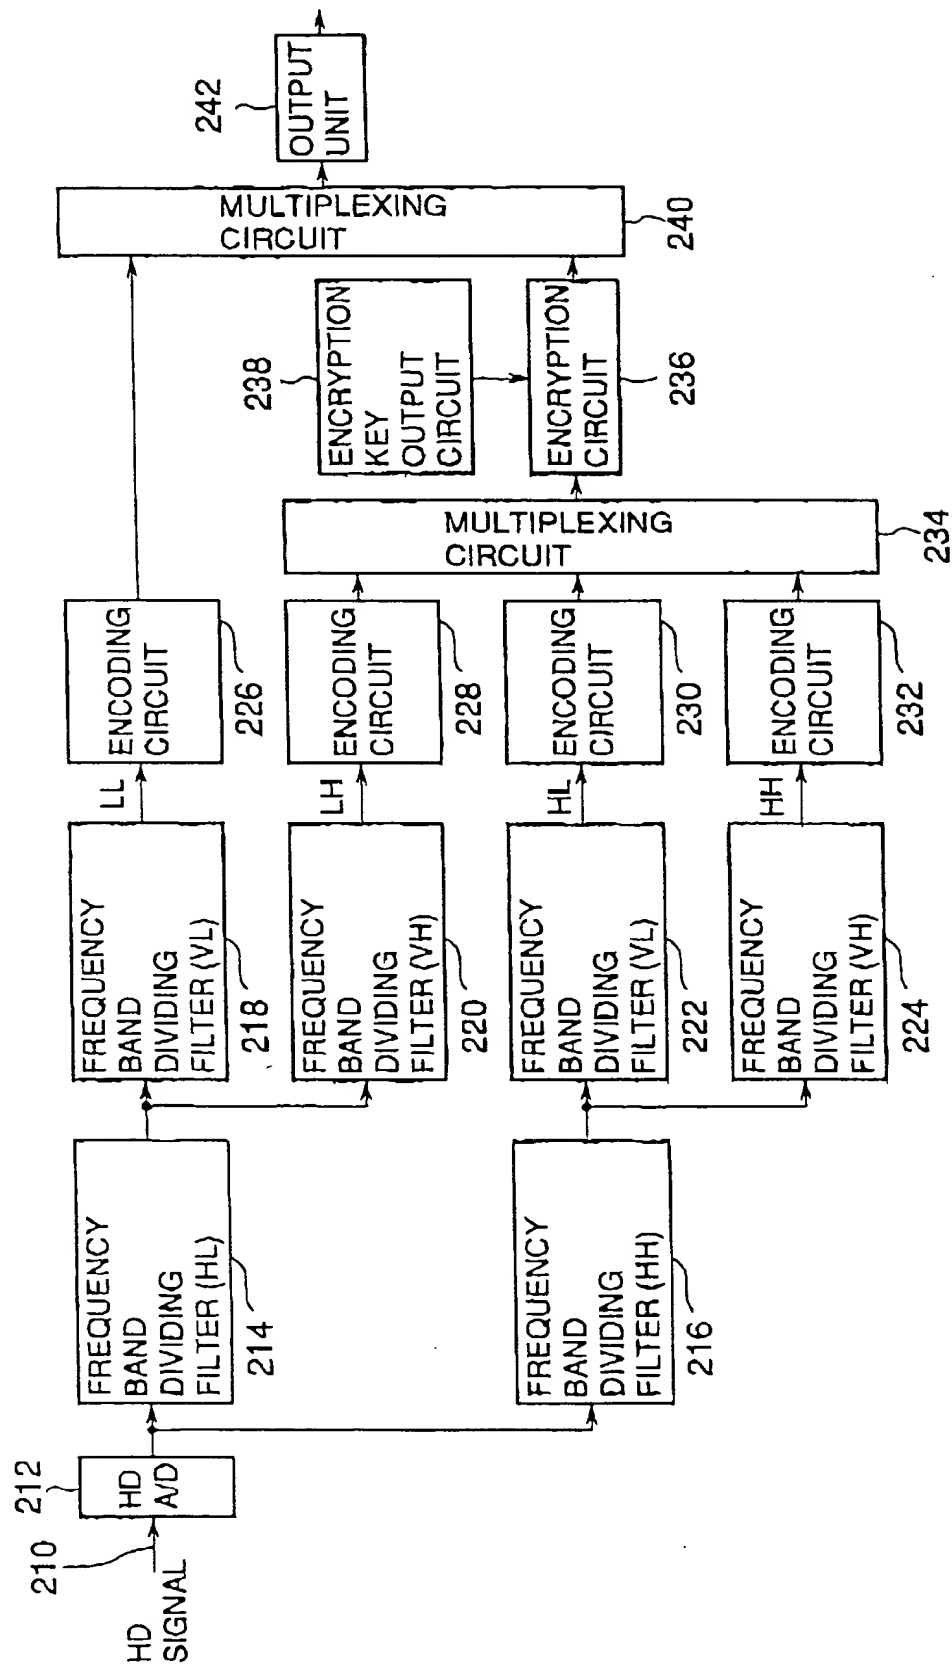 HD
SIGNAL
210
212
HD
A/D
FREQUENCY
BAND
DIVIDING
FILTER (HL)
214
FREQUENCY
BAND
DIVIDING
FILTER (HH)
216
FREQUENCY
BAND
DIVIDING
FILTER (VL)
218
FREQUENCY
BAND
DIVIDING
FILTER (VH)
220
FREQUENCY
BAND
DIVIDING
FILTER (VL)
222
FREQUENCY
BAND
DIVIDING
FILTER (VH)
224
LL
LH
HL
HH
ENCODING
CIRCUIT
226
ENCODING
CIRCUIT
228
ENCODING
CIRCUIT
230
ENCODING
CIRCUIT
232
MULTIPLEXING
CIRCUIT
234
238
ENCRYPTION
KEY
OUTPUT
CIRCUIT
ENCRYPTION
CIRCUIT
236
MULTIPLEXING
CIRCUIT
240
242
OUTPUT
UNIT